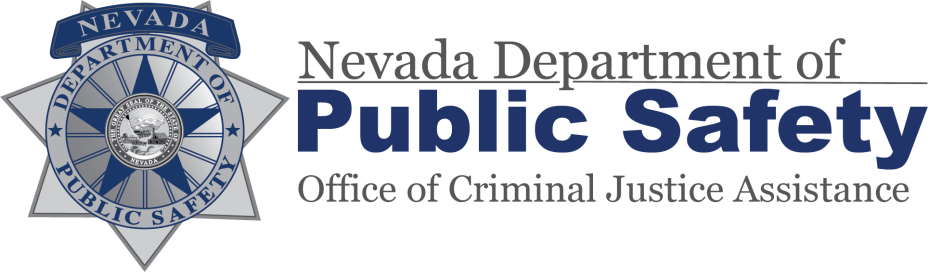 NEVADA
DEPARTMENT OF
PUBLIC SAFETY
NEVADA
Nevada Department of
Public Safety
Office of Criminal Justice Assistance